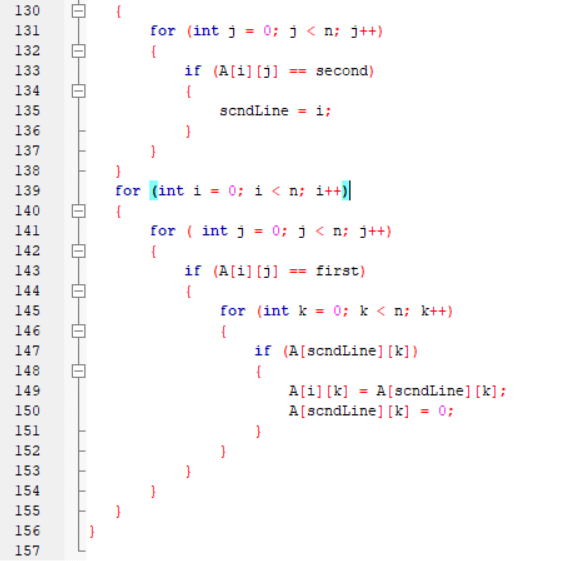 130 {
131 for (int j = 0; j < n; j++)
132 {
133 if (A[i][j] == second)
134 {
135 scndLine = i;
136 }
137 }
138 }
139 for (int i = 0; i < n; i++)
140 {
141 for ( int j = 0; j < n; j++)
142 {
143 if (A[i][j] == first)
144 {
145 for (int k = 0; k < n; k++)
146 {
147 if (A[scndLine][k])
148 {
149 A[i][k] = A[scndLine][k];
150 A[scndLine][k] = 0;
151 }
152 }
153 }
154 }
155 }
156 }
157